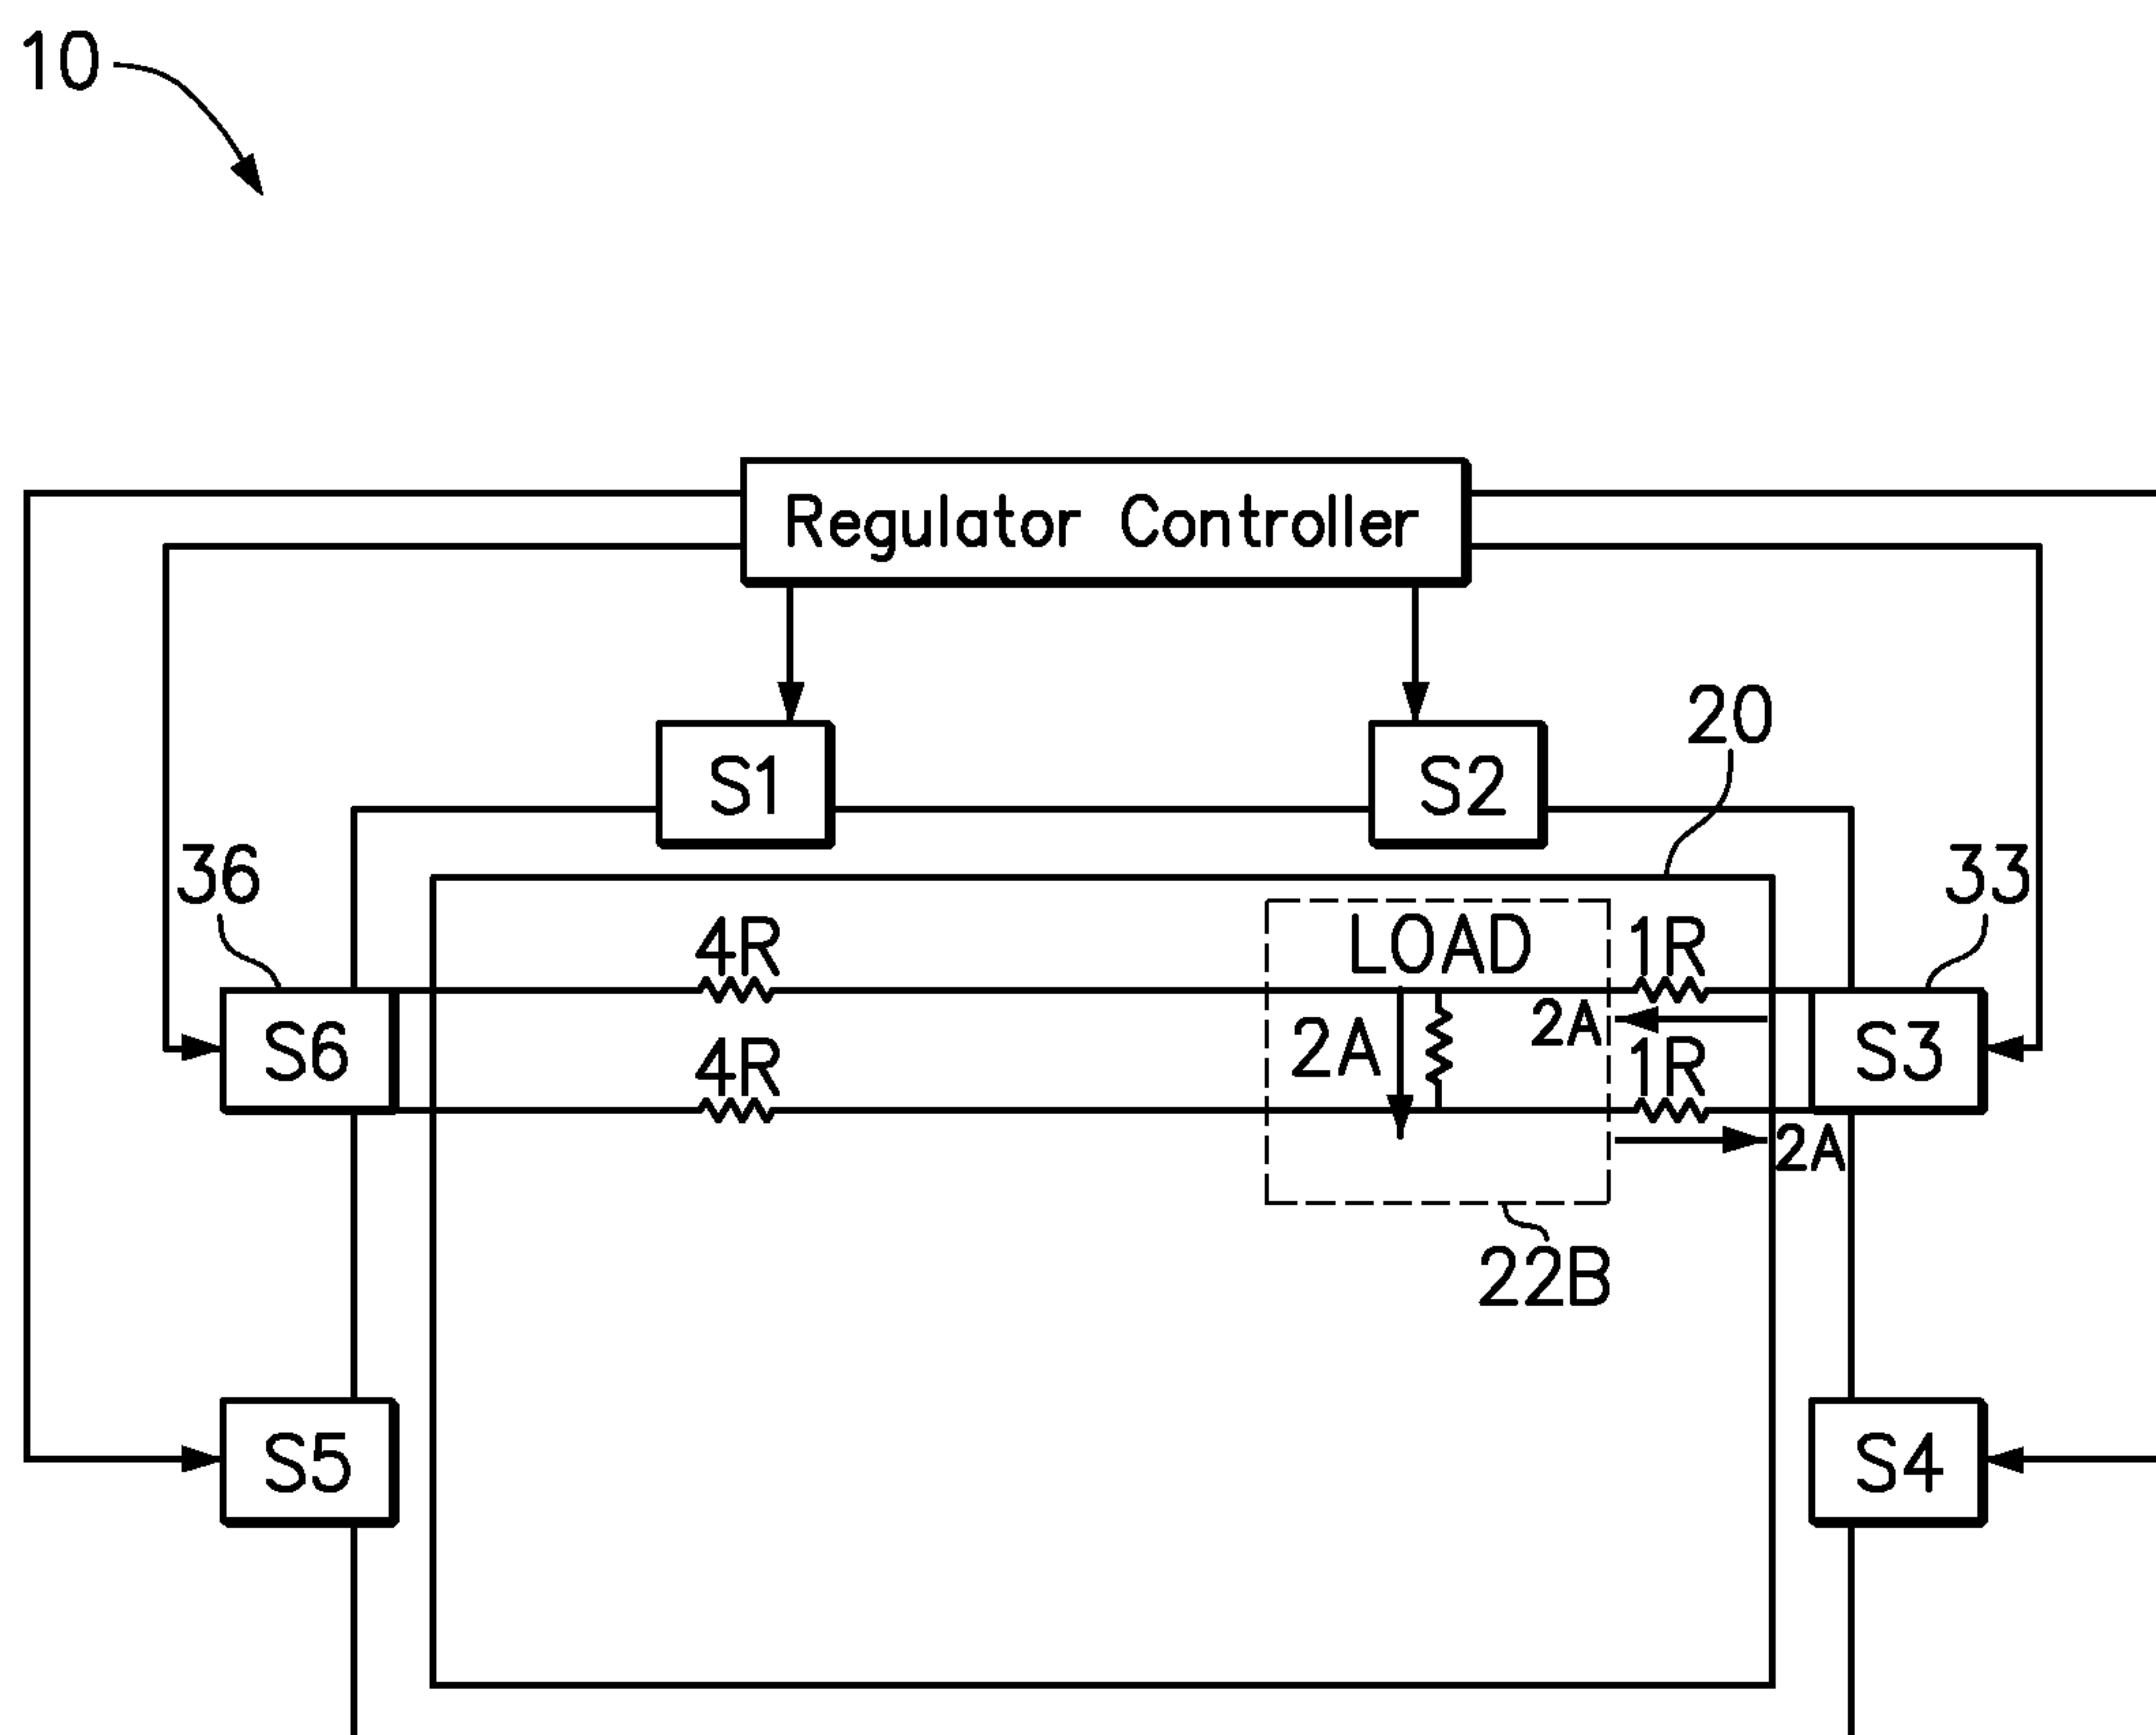 10
Regulator Controller
S1
S2
20
36
33
4R
LOAD
1R
S6
2A
2A
S3
4R
1R
2A
22B
S5
S4